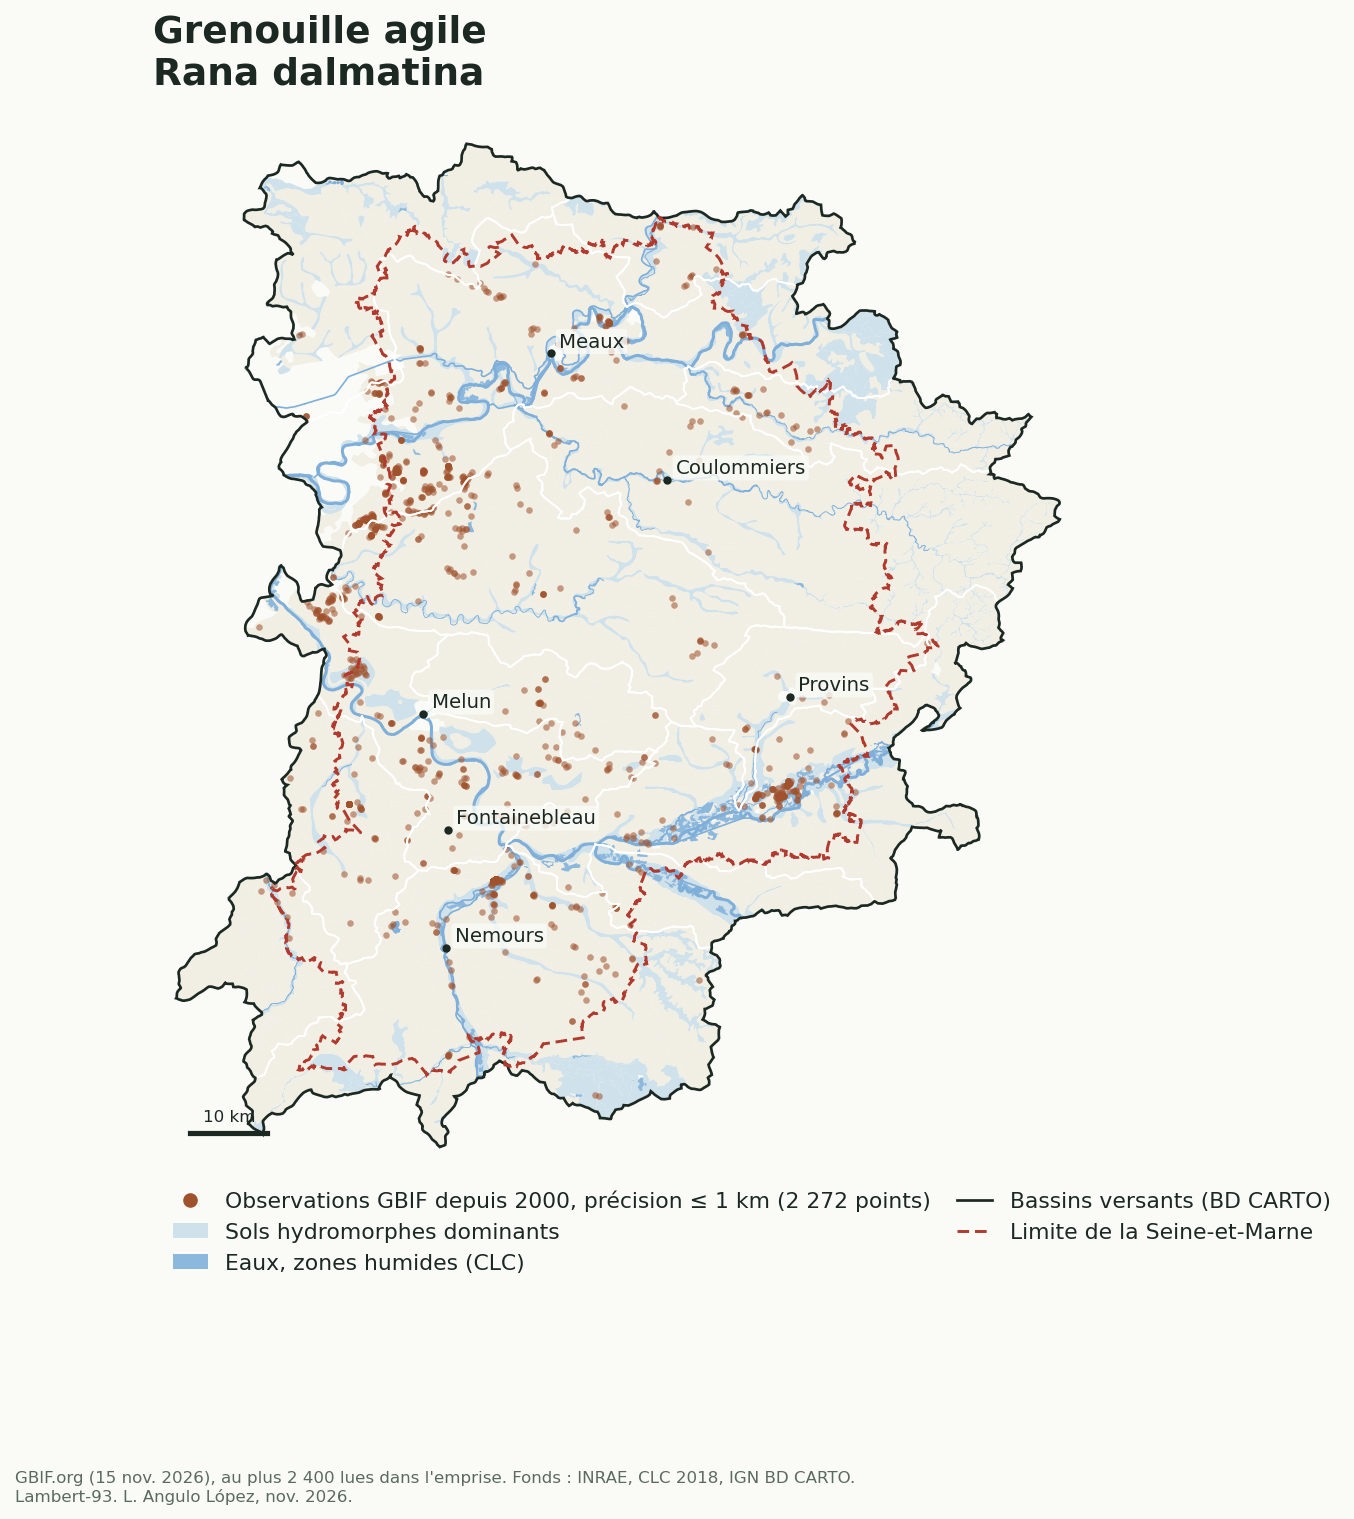 Grenouille agile
Rana dalmatina
Meaux
Coulommiers
Provins
Melun
Fontainebleau
Nemours
10 km
Observations GBIF depuis 2000, précision ≤ 1 km (2 272 points)
Sols hydromorphes dominants
Eaux, zones humides (CLC)
Bassins versants (BD CARTO)
Limite de la Seine-et-Marne
GBIF.org (15 nov. 2026), au plus 2 400 lues dans l'emprise. Fonds : INRAE, CLC 2018, IGN BD CARTO.
Lambert-93. L. Angulo López, nov. 2026.